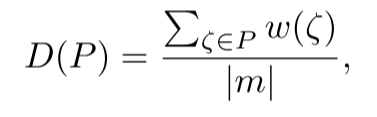 D(P) = \frac{\sum_{\zeta \in P} w(\zeta)}{|m|},